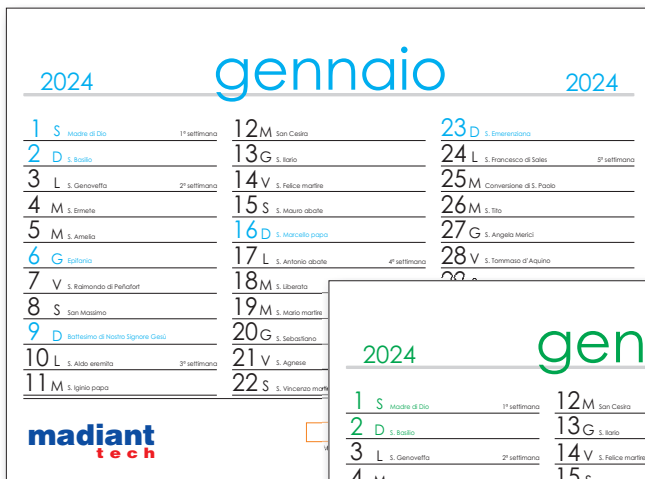 2024 gennaio 2024
1 S Madre di Dio 1ª settimana
2 D S. Basilio
3 L S. Genoveffa 2ª settimana
4 M S. Ermete
5 M S. Amelia
6 G Epifania
7 V S. Raimondo di Peñafort
8 S San Massimo
9 D Battesimo di Nostro Signore Gesù
10 L S. Aldo eremita 3ª settimana
11 M S. Iginio papa
12 M San Cesira
13 G S. Ilario
14 V S. Felice martire
15 S S. Mauro abate
16 D S. Marcello papa
17 L S. Antonio abate 4ª settimana
18 M S. Liberata
19 M S. Mario martire
20 G S. Sebastiano
21 V S. Agnese
22 S S. Vincenzo
23 D S. Emerenziana
24 L S. Francesco di Sales 5ª settimana
25 M Conversione di S. Paolo
26 M S. Tito
27 G S. Angela Merici
28 V S. Tommaso d'Aquino
madiant
tech
2024 gen
1 S Madre di Dio 1ª settimana
2 D S. Basilio
3 L S. Genoveffa 2ª settimana
12 M San Cesira
13 G S. Ilario
14 V S. Felice martire